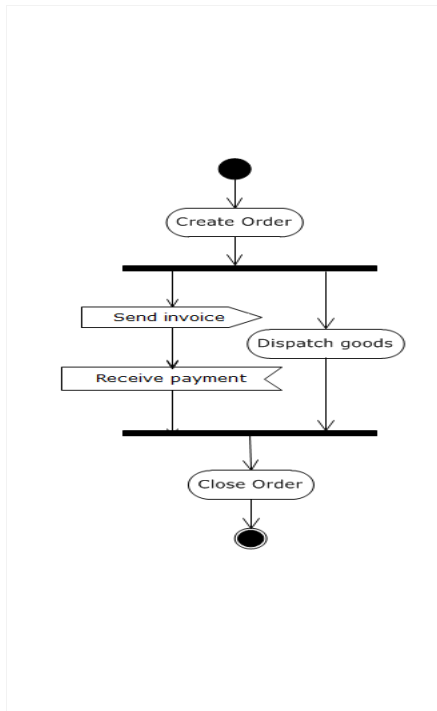 Create Order
Send invoice
Dispatch goods
Receive payment
Close Order